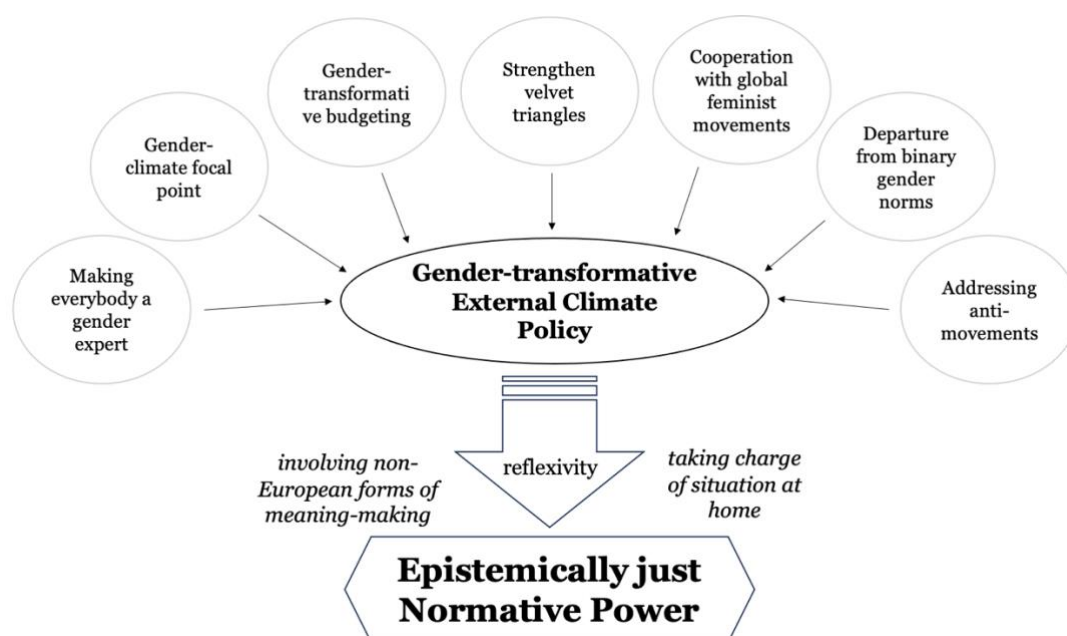 Making
everybody a
gender
expert
Gender-
climate focal
point
Gender-
transformati
ve budgeting
Strengthen
velvet
triangles
Cooperation
with global
feminist
movements
Departure
from binary
gender
norms
Addressing
anti-
movements
Gender-transformative
External Climate
Policy
involving non-
European forms of
meaning-making
reflexivity
taking charge
of situation at
home
Epistemically just
Normative Power